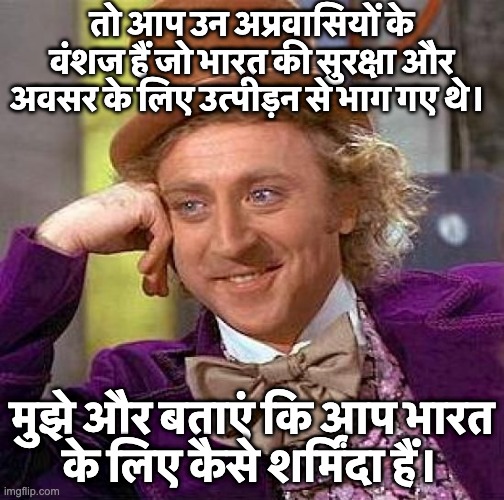 तो आप उन अप्रवासियों के
वंशज हैं जो भारत की सुरक्षा और
अवसर के लिए उत्पीड़न से भाग गए थे।
मुझे और बताएं कि आप भारत
के लिए कैसे शर्मिंदा हैं।
imgflip.com